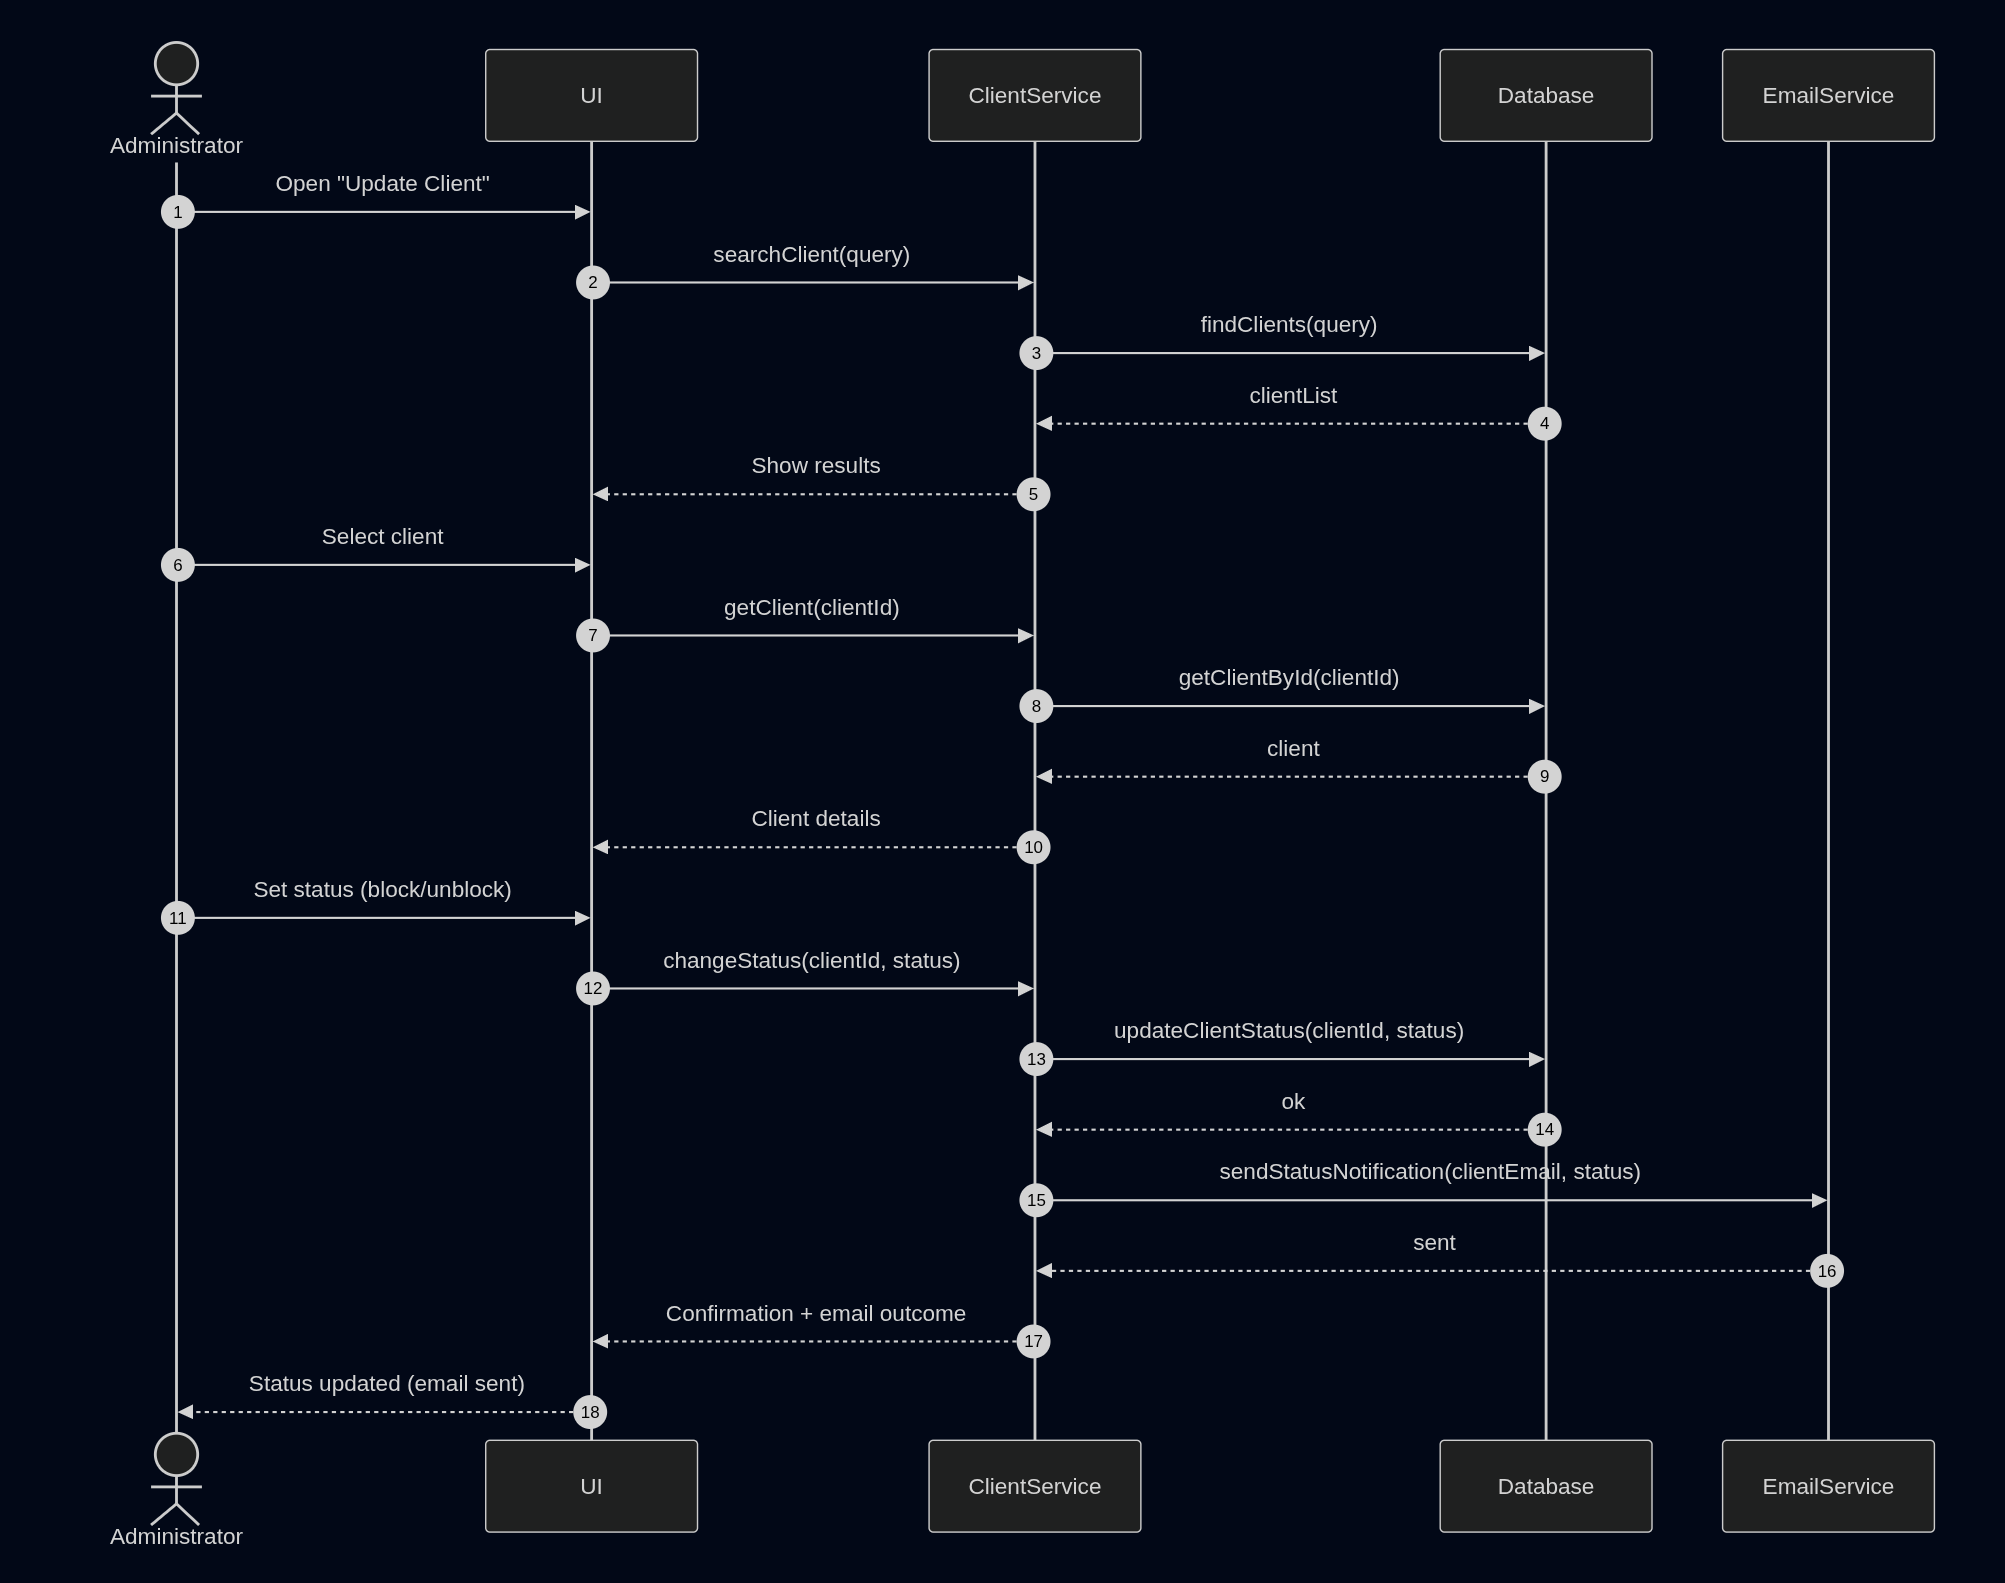 Administrator
UI
ClientService
Database
EmailService
Open "Update Client"
1
searchClient(query)
2
findClients(query)
3
clientList
4
Show results
5
Select client
6
getClient(clientId)
7
getClientById(clientId)
8
client
9
Client details
10
Set status (block/unblock)
11
changeStatus(clientId, status)
12
updateClientStatus(clientId, status)
13
ok
14
sendStatusNotification(clientEmail, status)
15
sent
16
Confirmation + email outcome
17
Status updated (email sent)
18
Administrator
UI
ClientService
Database
EmailService